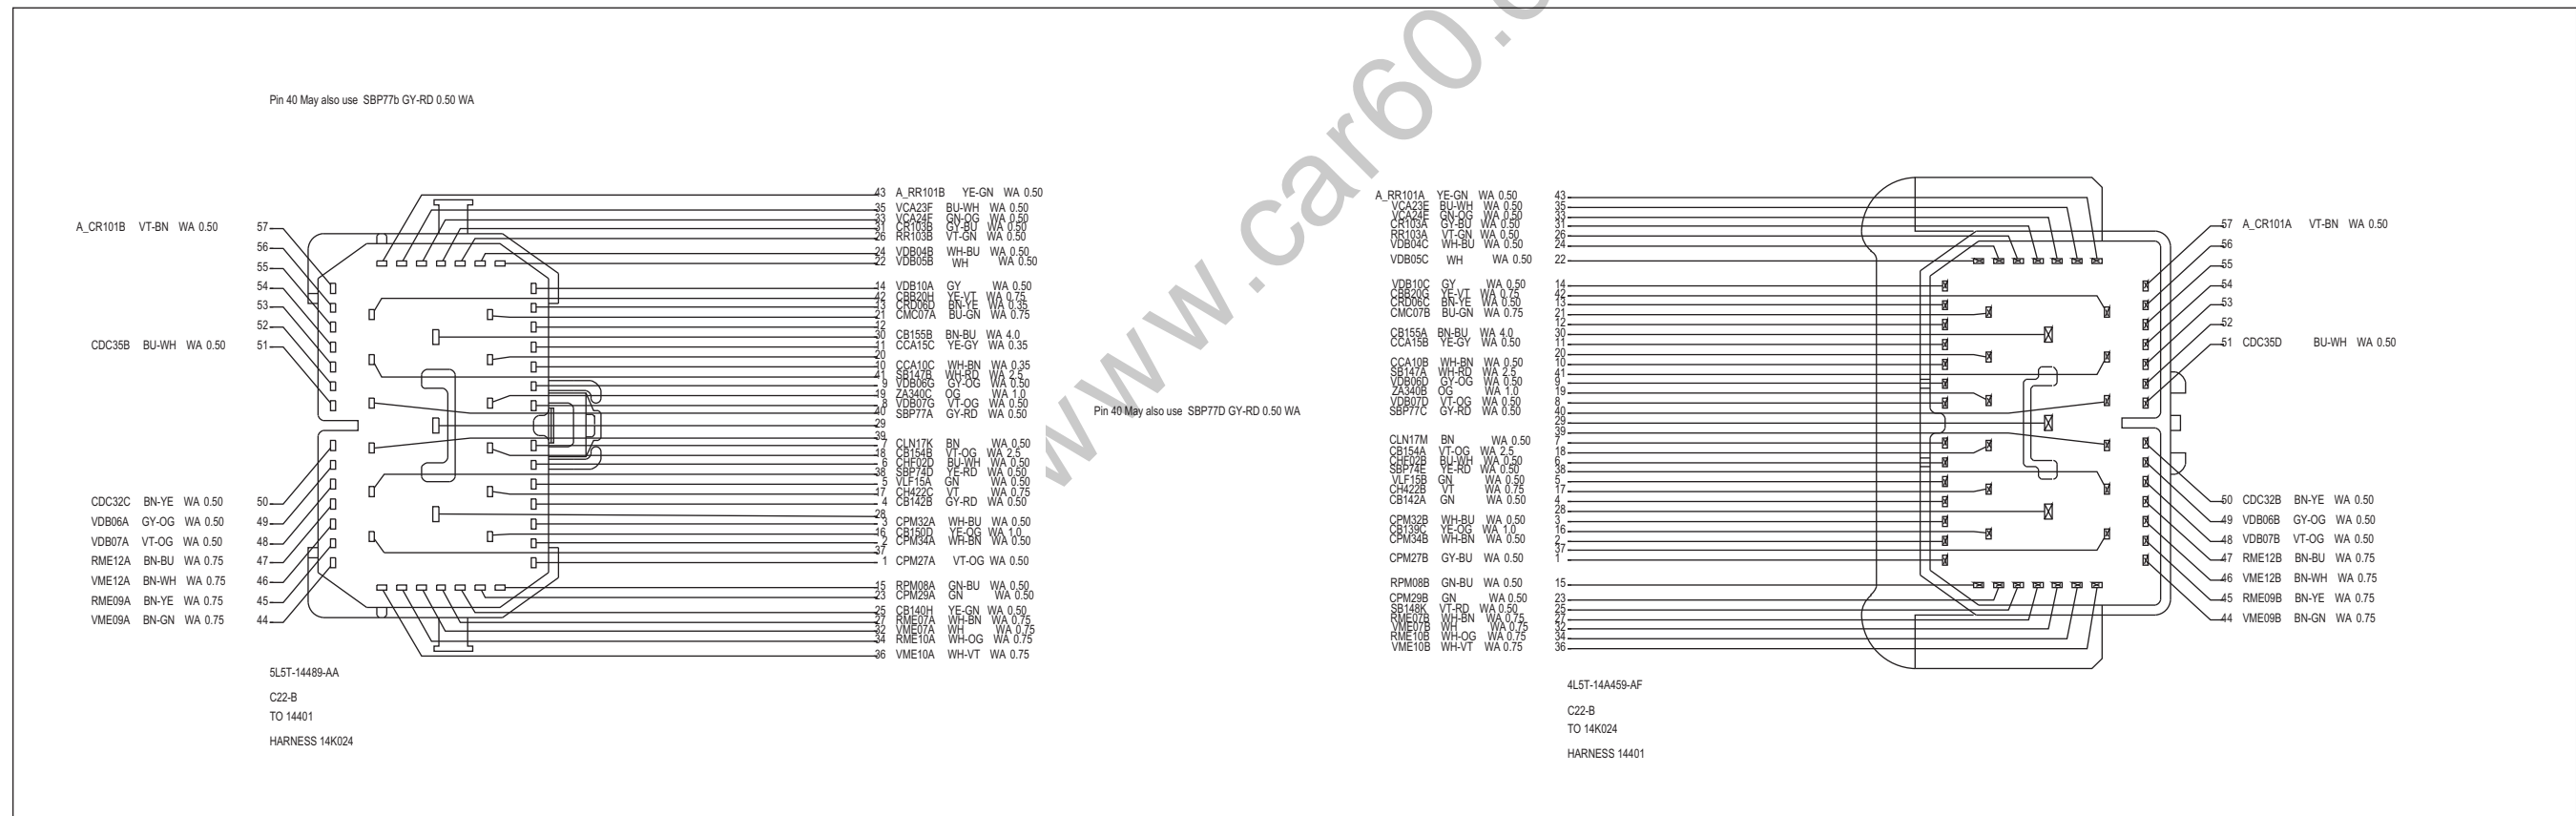 Pin 40 May also use SBP77b GY-RD 0.50 WA
A_CR101B VT-BN WA 0.50 57
56
55
54
53
52
CDC35B BU-WH WA 0.50 51
CDC32C BN-YE WA 0.50 50
VDB06A GY-OG WA 0.50 49
VDB07A VT-OG WA 0.50 48
RME12A BN-BU WA 0.75 47
VME12A BN-WH WA 0.75 46
RME09A BN-YE WA 0.75 45
VME09A BN-GN WA 0.75 44
43 A_RR101B YE-GN WA 0.50
35 VCA23F BU-WH WA 0.50
33 VCA24F GN-OG WA 0.50
31 CR103B GY-BU WA 0.50
26 RR103B VT-GN WA 0.50
24 VDB04B WH-BU WA 0.50
22 VDB05B WH WA 0.50
14 VDB10A GY WA 0.50
42 CBB20H YE-VT WA 0.75
13 CRD06D BN-YE WA 0.35
21 CMC07A BU-GN WA 0.75
12
30 CB155B BN-BU WA 4.0
11 CCA15C YE-GY WA 0.35
20
10 CCA10C WH-BN WA 0.35
41 SB147B WH-RD WA 2.5
9 VDB06G GY-OG WA 0.50
19 ZA340C OG WA 1.0
8 VDB07G VT-OG WA 0.50
40 SBP77A GY-RD WA 0.50
29
39
7 CLN17K BN WA 0.50
18 CB154B VT-OG WA 2.5
6 CHF02D BU-WH WA 0.50
38 SBP74D YE-RD WA 0.50
5 VLF15A GN WA 0.50
17 CH422C VT WA 0.75
4 CB142B GY-RD WA 0.50
28
3 CPM32A WH-BU WA 0.50
16 CB150D YE-OG WA 1.0
2 CPM34A WH-BN WA 0.50
37
1 CPM27A VT-OG WA 0.50
15 RPM08A GN-BU WA 0.50
23 CPM29A GN WA 0.50
25 CB140H YE-GN WA 0.50
27 RME07A WH-BN WA 0.75
32 VME07A WH WA 0.75
34 RME10A WH-OG WA 0.75
36 VME10A WH-VT WA 0.75
5L5T-14489-AA
C22-B
TO 14401
HARNESS 14K024
www.car60.
Pin 40 May also use SBP77D GY-RD 0.50 WA
A_RR101A YE-GN WA 0.50 43
VCA23E BU-WH WA 0.50 35
VCA24E GN-OG WA 0.50 33
CR103A GY-BU WA 0.50 31
RR103A VT-GN WA 0.50 26
VDB04C WH-BU WA 0.50 24
VDB05C WH WA 0.50 22
VDB10C GY WA 0.50 14
CBB20G YE-VT WA 0.75 42
CRD06C BN-YE WA 0.50 13
CMC07B BU-GN WA 0.75 21
12
CB155A BN-BU WA 4.0 30
CCA15B YE-GY WA 0.50 11
20
CCA10B WH-BN WA 0.50 10
SB147A WH-RD WA 2.5 41
VDB06D GY-OG WA 0.50 9
ZA340B OG WA 1.0 19
VDB07D VT-OG WA 0.50 8
SBP77C GY-RD WA 0.50 40
29
39
CLN17M BN WA 0.50 7
CB154A VT-OG WA 2.5 18
CHF02B BU-WH WA 0.50 6
SBP74E YE-RD WA 0.50 38
VLF15B GN WA 0.50 5
CH422B VT WA 0.75 17
CB142A GN WA 0.50 4
28
CPM32B WH-BU WA 0.50 3
CB139C YE-OG WA 1.0 16
CPM34B WH-BN WA 0.50 2
37
CPM27B GY-BU WA 0.50 1
RPM08B GN-BU WA 0.50 15
CPM29B GN WA 0.50 23
SB148K VT-RD WA 0.50 25
RME07B WH-BN WA 0.75 27
VME07B WH WA 0.75 32
RME10B WH-OG WA 0.75 34
VME10B WH-VT WA 0.75 36
57 A_CR101A VT-BN WA 0.50
56
55
54
53
52
51 CDC35D BU-WH WA 0.50
50 CDC32B BN-YE WA 0.50
49 VDB06B GY-OG WA 0.50
48 VDB07B VT-OG WA 0.50
47 RME12B BN-BU WA 0.75
46 VME12B BN-WH WA 0.75
45 RME09B BN-YE WA 0.75
44 VME09B BN-GN WA 0.75
4L5T-14A459-AF
C22-B
TO 14K024
HARNESS 14401